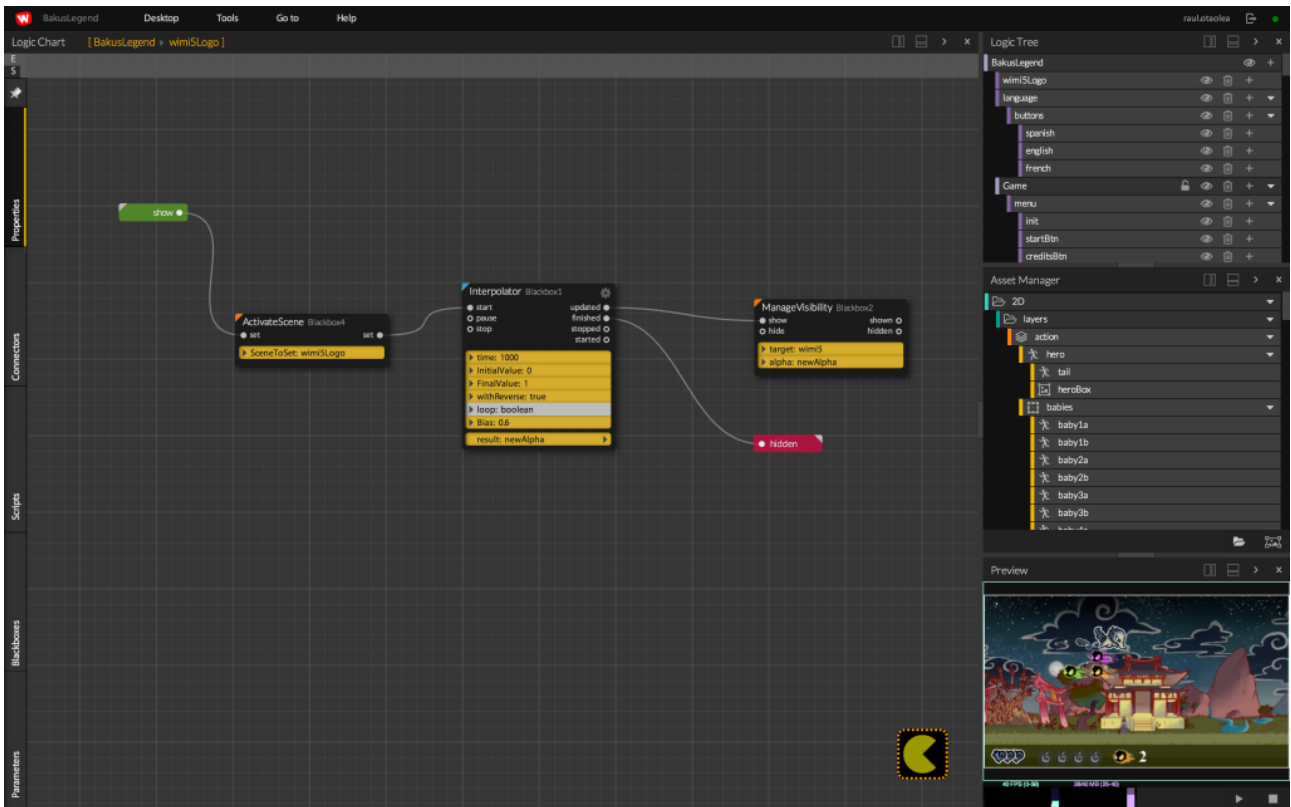 BakusLegend Desktop Tools Go to Help raul.otaolea
Logic Chart [ BakusLegend » wimi5Logo ]
E
S
Properties
Connectors
Scripts
Blackboxes
Parameters
show
ActivateScene Blackbox4
set set
SceneToSet: wimi5Logo
Interpolator Blackbox1
start updated
pause finished
stop stopped
started
time: 1000
InitialValue: 0
FinalValue: 1
withReverse: true
loop: boolean
Bias: 0.6
result: newAlpha
ManageVisibility Blackbox2
show shown
hide hidden
target: wimi5
alpha: newAlpha
hidden
Logic Tree
BakusLegend
wimi5Logo
language
buttons
spanish
english
french
Game
menu
init
startBtn
creditsBtn
Asset Manager
2D
layers
action
hero
tail
heroBox
babies
baby1a
baby1b
baby2a
baby2b
baby3a
baby3b
Preview
2